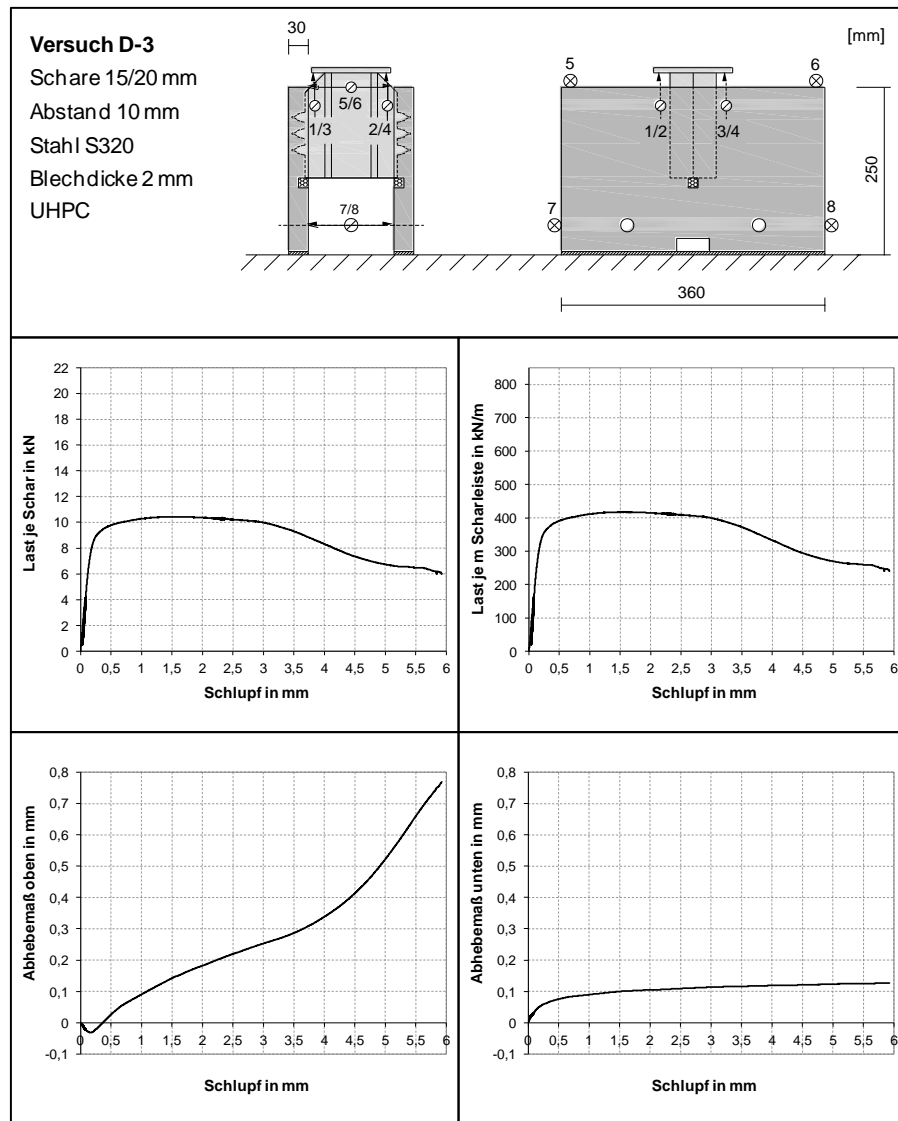 Versuch D-3
Schare 15/20 mm
Abstand 10 mm
Stahl S320
Blechdicke 2 mm
UHPC
30
[mm]
5/6
1/3
2/4
7/8
5
6
1/2
3/4
7
8
250
360
Last je Schar in kN
22
20
18
16
14
12
10
8
6
4
2
0
0 0,5 1 1,5 2 2,5 3 3,5 4 4,5 5 5,5 6
Schlupf in mm
Last je m Scharleiste in kN/m
800
700
600
500
400
300
200
100
0
0 0,5 1 1,5 2 2,5 3 3,5 4 4,5 5 5,5 6
Schlupf in mm
Abhebemaß oben in mm
0,8
0,7
0,6
0,5
0,4
0,3
0,2
0,1
0
-0,1
0 0,5 1 1,5 2 2,5 3 3,5 4 4,5 5 5,5 6
Schlupf in mm
Abhebemaß unten in mm
0,8
0,7
0,6
0,5
0,4
0,3
0,2
0,1
0
-0,1
0 0,5 1 1,5 2 2,5 3 3,5 4 4,5 5 5,5 6
Schlupf in mm